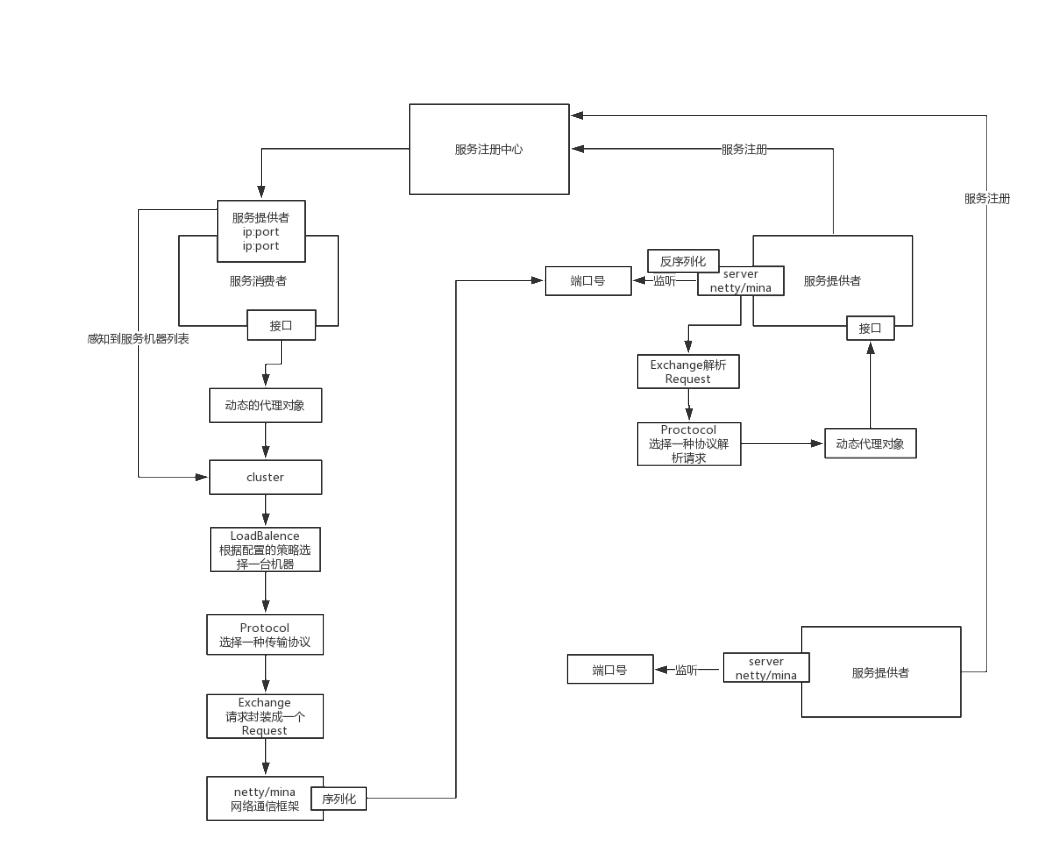 服务注册中心
服务注册
服务注册
服务提供者
ip:port
ip:port
服务消费者
接口
感知到服务机器列表
动态的代理对象
cluster
LoadBalence
根据配置的策略选
择一台机器
Protocol
选择一种传输协议
Exchange
请求封装成一个
Request
netty/mina
网络通信框架
序列化
端口号
监听
反序列化
server
netty/mina
服务提供者
接口
Exchange解析
Request
Proctocol
选择一种协议解
析请求
动态代理对象
端口号
监听
server
netty/mina
服务提供者